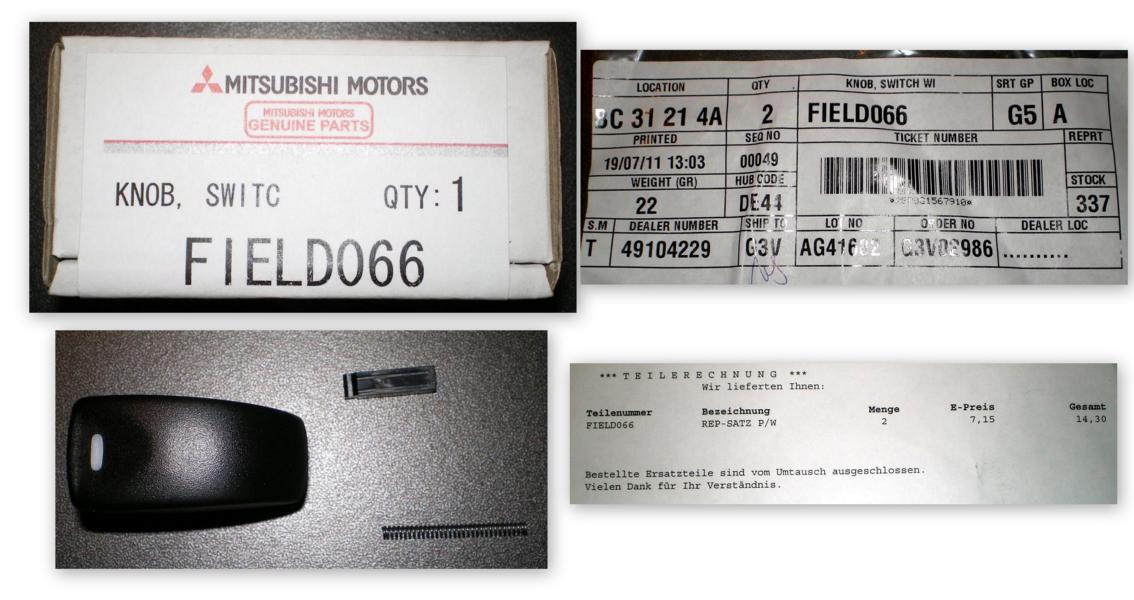 MITSUBISHI MOTORS
MITSUBISHI MOTORS
GENUINE PARTS
KNOB, SWITC QTY: 1
FIELD066
LOCATION QTY KNOB, SWITCH WI SRT GP BOX LOC
BC 31 21 4A 2 FIELD066 G5 A
PRINTED SEQ NO TICKET NUMBER REPRT
19/07/11 13:03 00049
WEIGHT (GR) HUB CODE STOCK
22 DE44 337
S.M DEALER NUMBER SHIP TO LOT NO ORDER NO DEALER LOC
T 49104229 G3V ..........
*** TEILERECHNUNG ***
Wir lieferten Ihnen:
Teilenummer Bezeichnung Menge E-Preis Gesamt
FIELD066 REP-SATZ P/W 2 7,15 14,30
Bestellte Ersatzteile sind vom Umtausch ausgeschlossen.
Vielen Dank für Ihr Verständnis.